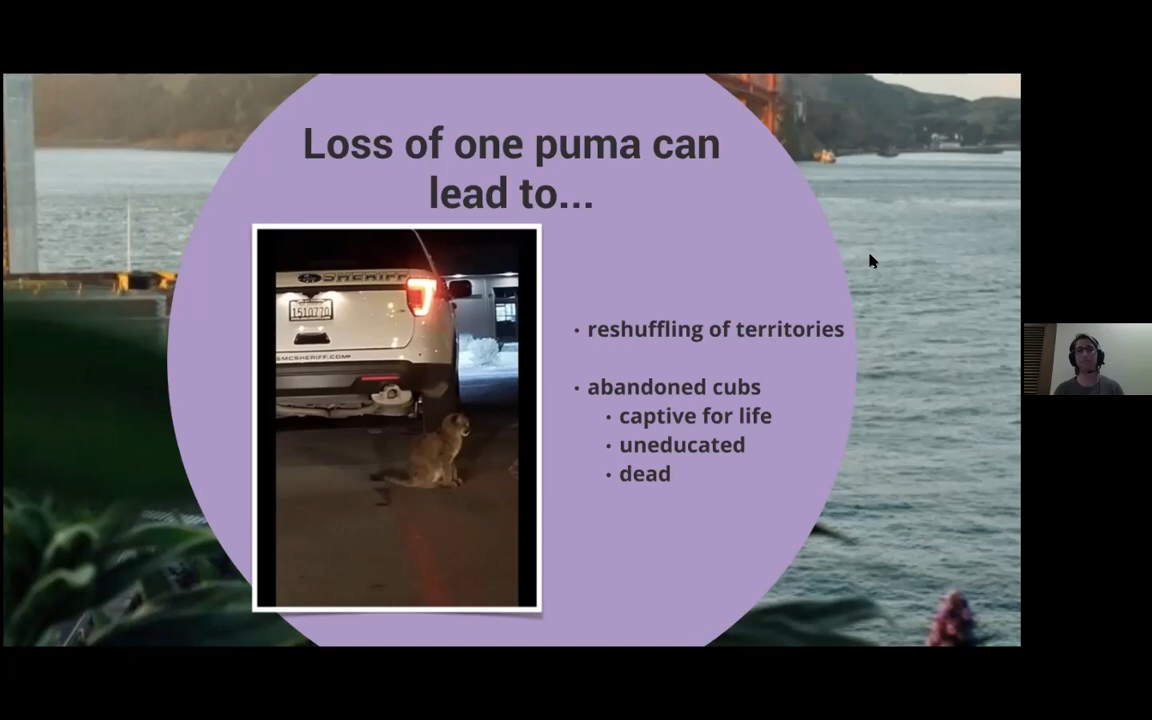 Loss of one puma can
lead to...
SHERIFF
1510770
SMCSHERIFF.COM
• reshuffling of territories
• abandoned cubs
• captive for life
• uneducated
• dead